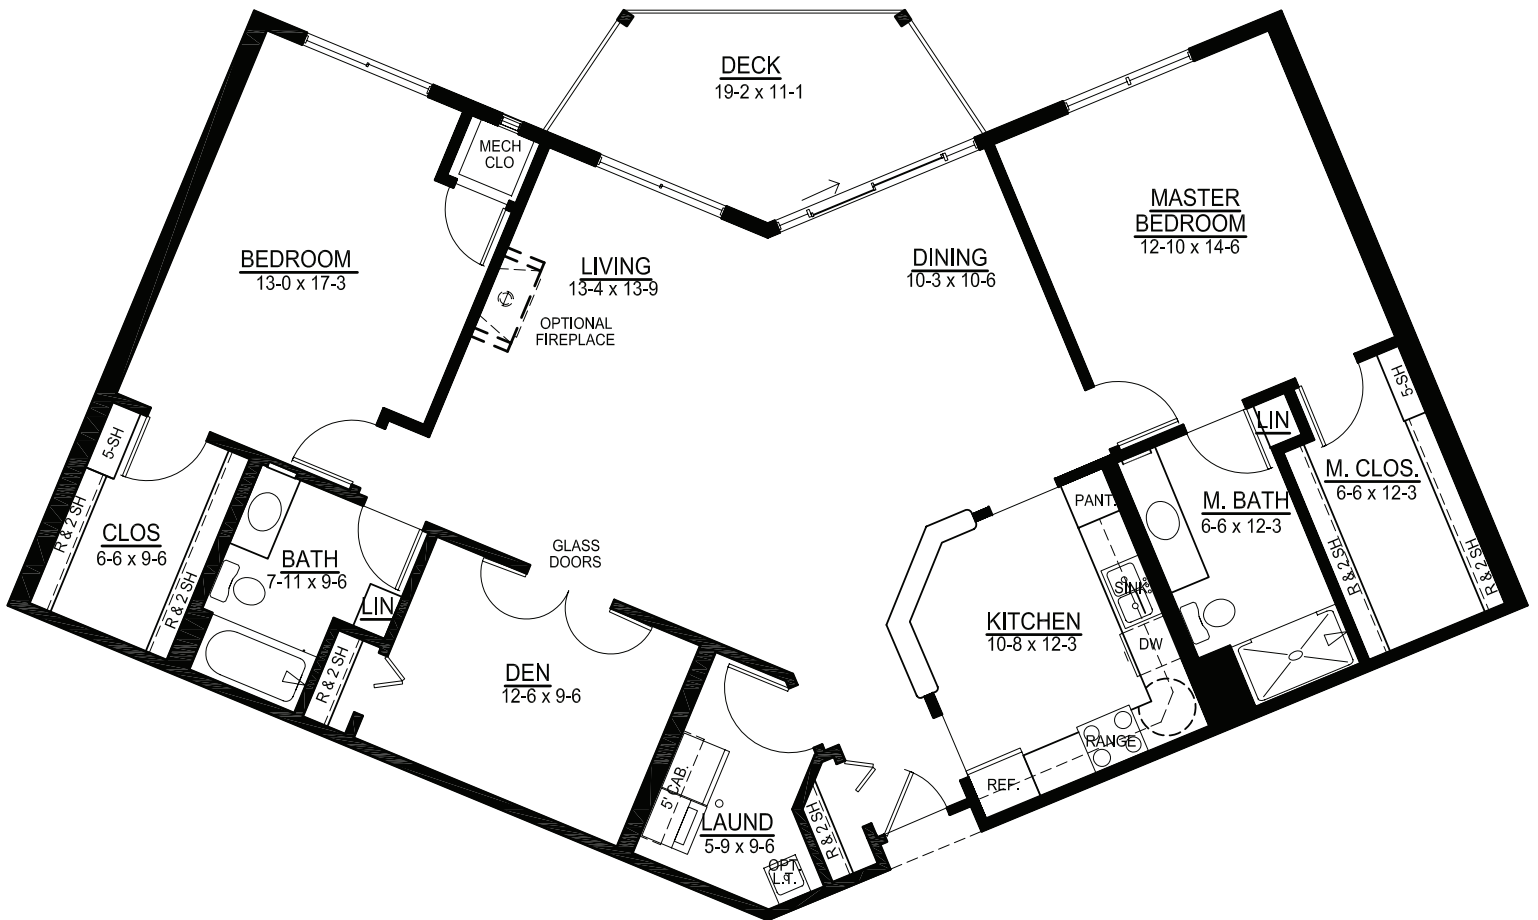 DECK
19-2 x 11-1
MECH
CLO
BEDROOM
13-0 x 17-3
LIVING
13-4 x 13-9
OPTIONAL
FIREPLACE
DINING
10-3 x 10-6
MASTER
BEDROOM
12-10 x 14-6
5-SH
R & 2 SH
CLOS
6-6 x 9-6
R & 2 SH
BATH
7-11 x 9-6
LIN
R & 2 SH
GLASS
DOORS
DEN
12-6 x 9-6
5' CAB.
LAUND
5-9 x 9-6
OPT.
L.T.
R & 2 SH
KITCHEN
10-8 x 12-3
PANT.
SINK
DW
RANGE
REF.
M. BATH
6-6 x 12-3
LIN
M. CLOS.
6-6 x 12-3
5-SH
R & 2 SH
R & 2 SH